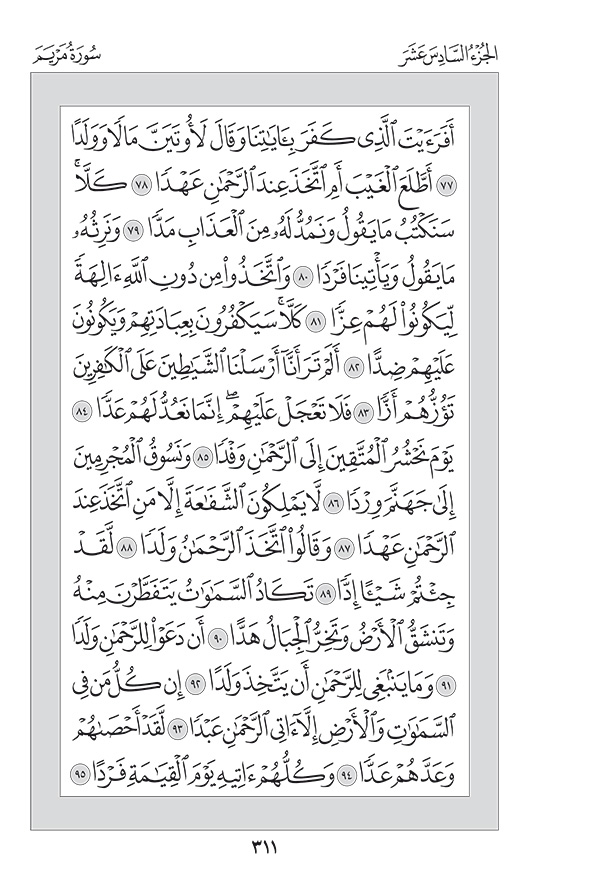 الجُزْءُ السَّادِسَ عَشَرَ
سُورَةُ مَرْيَمَ
أَفَرَءَيْتَ ٱلَّذِى كَفَرَ بِـَٔايَـٰتِنَا وَقَالَ لَأُوتَيَنَّ مَالًا وَوَلَدًا
٧٧ أَطَّلَعَ ٱلْغَيْبَ أَمِ ٱتَّخَذَ عِندَ ٱلرَّحْمَـٰنِ عَهْدًا ٧٨ كَلَّاۚ
سَنَكْتُبُ مَا يَقُولُ وَنَمُدُّ لَهُۥ مِنَ ٱلْعَذَابِ مَدًّا ٧٩ وَنَرِثُهُۥ
مَا يَقُولُ وَيَأْتِينَا فَرْدًا ٨٠ وَٱتَّخَذُوا۟ مِن دُونِ ٱللَّهِ ءَالِهَةً
لِّيَكُونُوا۟ لَهُمْ عِزًّا ٨١ كَلَّاۚ سَيَكْفُرُونَ بِعِبَادَتِهِمْ وَيَكُونُونَ
عَلَيْهِمْ ضِدًّا ٨٢ أَلَمْ تَرَ أَنَّآ أَرْسَلْنَا ٱلشَّيَـٰطِينَ عَلَى ٱلْكَـٰفِرِينَ
تَؤُزُّهُمْ أَزًّا ٨٣ فَلَا تَعْجَلْ عَلَيْهِمْۖ إِنَّمَا نَعُدُّ لَهُمْ عَدًّا ٨٤
يَوْمَ نَحْشُرُ ٱلْمُتَّقِينَ إِلَى ٱلرَّحْمَـٰنِ وَفْدًا ٨٥ وَنَسُوقُ ٱلْمُجْرِمِينَ
إِلَىٰ جَهَنَّمَ وِرْدًا ٨٦ لَّا يَمْلِكُونَ ٱلشَّفَـٰعَةَ إِلَّا مَنِ ٱتَّخَذَ عِندَ
ٱلرَّحْمَـٰنِ عَهْدًا ٨٧ وَقَالُوا۟ ٱتَّخَذَ ٱلرَّحْمَـٰنُ وَلَدًا ٨٨ لَّقَدْ
جِئْتُمْ شَيْـًٔا إِدًّا ٨٩ تَكَادُ ٱلسَّمَـٰوَٰتُ يَتَفَطَّرْنَ مِنْهُ
وَتَنشَقُّ ٱلْأَرْضُ وَتَخِرُّ ٱلْجِبَالُ هَدًّا ٩٠ أَن دَعَوْا۟ لِلرَّحْمَـٰنِ وَلَدًا
٩١ وَمَا يَنۢبَغِى لِلرَّحْمَـٰنِ أَن يَتَّخِذَ وَلَدًا ٩٢ إِن كُلُّ مَن فِى
ٱلسَّمَـٰوَٰتِ وَٱلْأَرْضِ إِلَّآ ءَاتِى ٱلرَّحْمَـٰنِ عَبْدًا ٩٣ لَّقَدْ أَحْصَىٰهُمْ
وَعَدَّهُمْ عَدًّا ٩٤ وَكُلُّهُمْ ءَاتِيهِ يَوْمَ ٱلْقِيَـٰمَةِ فَرْدًا ٩٥
٣١١